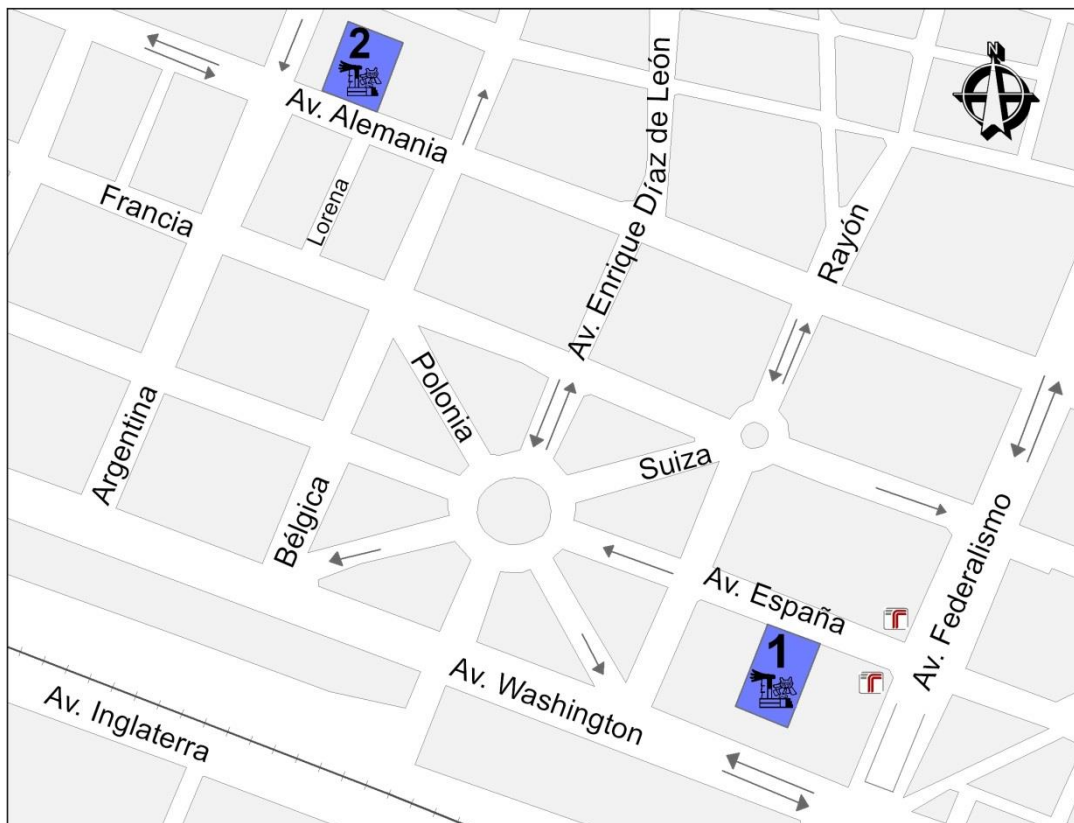 2
N
Av. Alemania
Av. Enrique Díaz de León
Francia
Lorena
Rayón
Polonia
Argentina
Suiza
Bélgica
Av. Federalismo
Av. España
1
Av. Washington
Av. Inglaterra